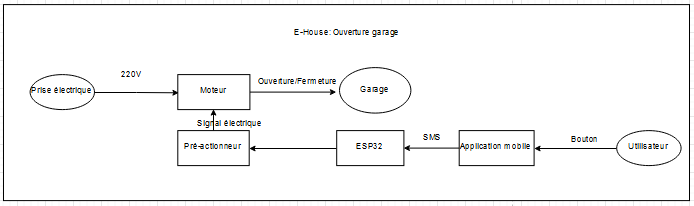 E-House: Ouverture garage
220V
Prise électrique
Moteur
Ouverture/Fermeture
Garage
Signal électrique
Pré-actionneur
ESP32
SMS
Application mobile
Bouton
Utilisateur